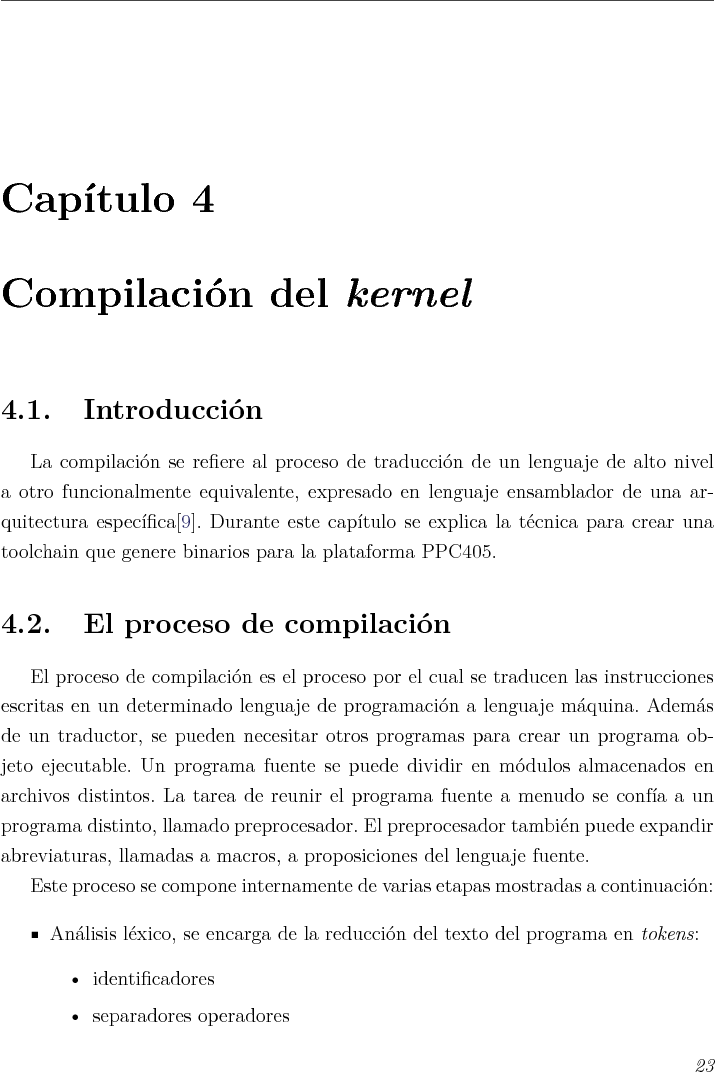 Capítulo 4
Compilación del kernel
4.1. Introducción
La compilación se refiere al proceso de traducción de un lenguaje de alto nivel
a otro funcionalmente equivalente, expresado en lenguaje ensamblador de una ar-
quitectura específica[9]. Durante este capítulo se explica la técnica para crear una
toolchain que genere binarios para la plataforma PPC405.
4.2. El proceso de compilación
El proceso de compilación es el proceso por el cual se traducen las instrucciones
escritas en un determinado lenguaje de programación a lenguaje máquina. Además
de un traductor, se pueden necesitar otros programas para crear un programa ob-
jeto ejecutable. Un programa fuente se puede dividir en módulos almacenados en
archivos distintos. La tarea de reunir el programa fuente a menudo se confía a un
programa distinto, llamado preprocesador. El preprocesador también puede expandir
abreviaturas, llamadas a macros, a proposiciones del lenguaje fuente.
Este proceso se compone internamente de varias etapas mostradas a continuación:
▪ Análisis léxico, se encarga de la reducción del texto del programa en tokens:
• identificadores
• separadores operadores
23